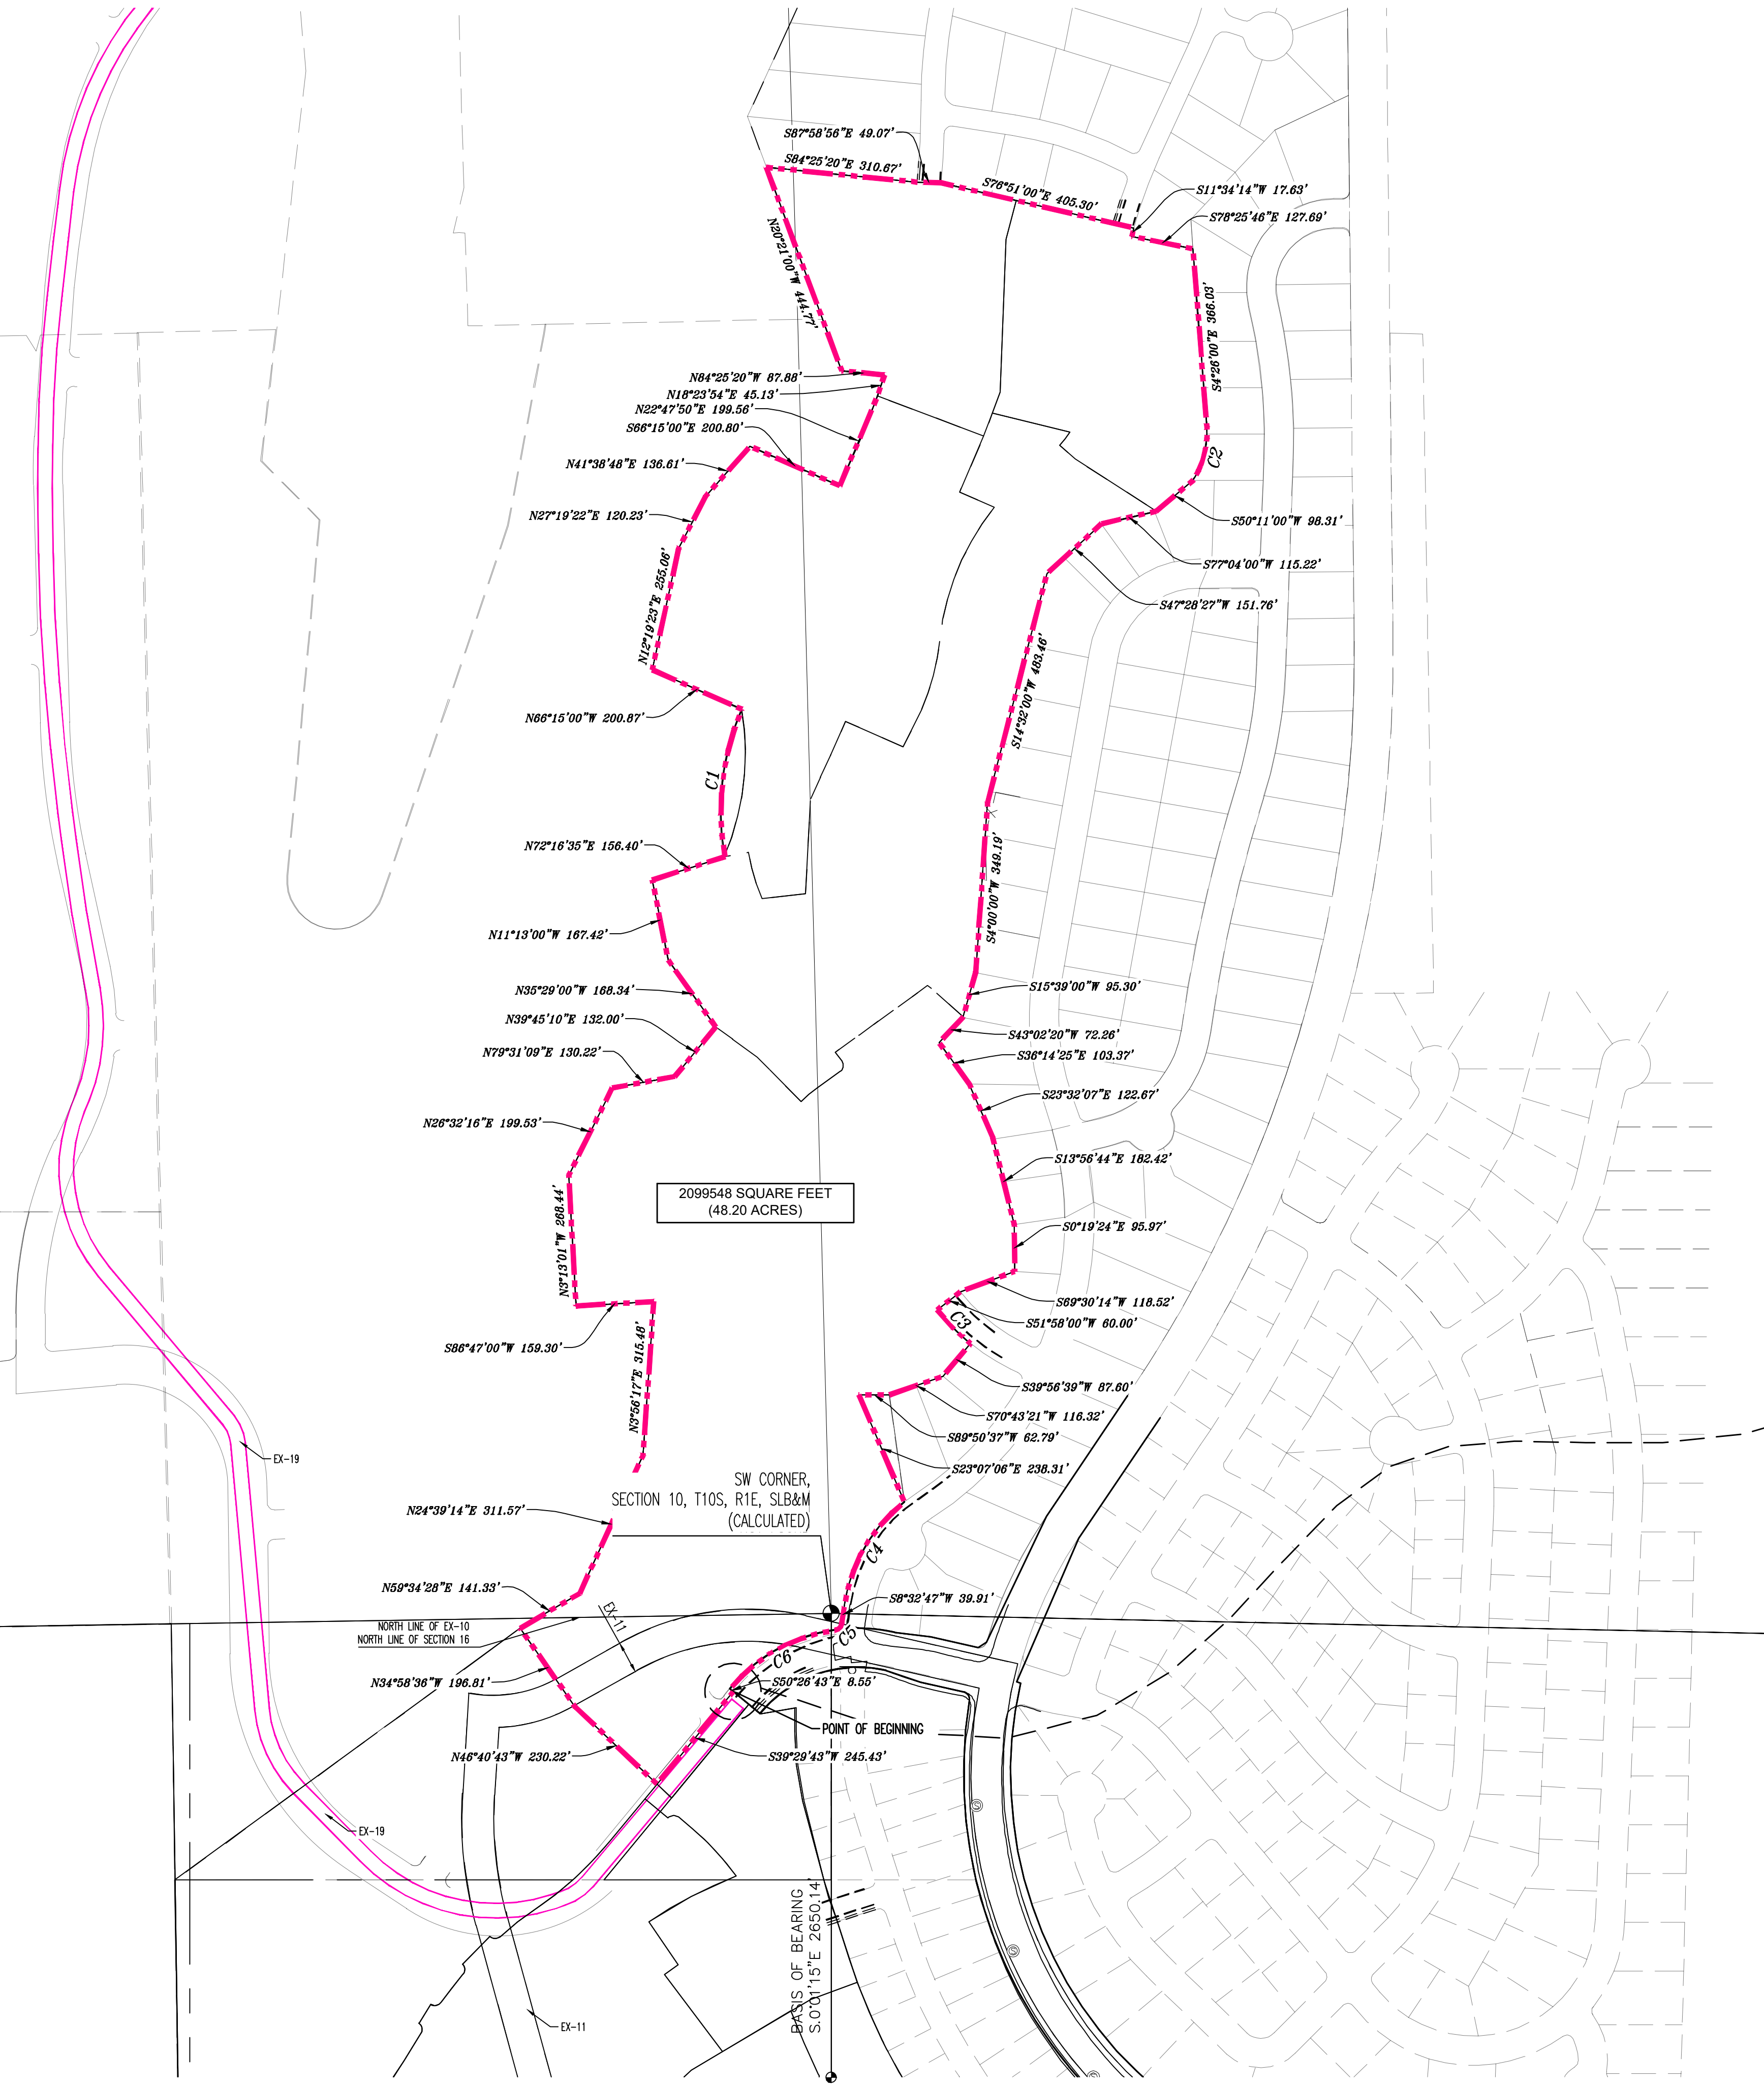 S87°58'56"E 49.07'
S84°25'20"E 310.67'
S76°51'00"E 405.30'
S11°34'14"W 17.63'
S78°25'46"E 127.69'
N20°21'00"W 444.77'
S4°26'00"E 366.03'
N84°25'20"W 87.88'
N18°23'54"E 45.13'
N22°47'50"E 199.56'
S66°15'00"E 200.80'
C2
N41°38'48"E 136.61'
N27°19'22"E 120.23'
S50°11'00"W 98.31'
S77°04'00"W 115.22'
N12°19'23"E 255.06'
S47°28'27"W 151.76'
S14°32'00"W 483.46'
N66°15'00"W 200.87'
C1
N72°16'35"E 156.40'
S4°00'00"W 349.19'
N11°13'00"W 167.42'
N35°29'00"W 168.34'
S15°39'00"W 95.30'
N39°45'10"E 132.00'
S43°02'20"W 72.26'
N79°31'09"E 130.22'
S36°14'25"E 103.37'
S23°32'07"E 122.67'
N26°32'16"E 199.53'
S13°56'44"E 182.42'
2099548 SQUARE FEET
(48.20 ACRES)
N3°13'01"W 268.44'
S0°19'24"E 95.97'
S69°30'14"W 118.52'
S51°58'00"W 60.00'
C3
S86°47'00"W 159.30'
N3°56'17"E 315.48'
S39°56'39"W 87.60'
S70°43'21"W 116.32'
S89°50'37"W 62.79'
EX-19
S23°07'06"E 238.31'
SW CORNER,
SECTION 10, T10S, R1E, SLB&M
(CALCULATED)
N24°39'14"E 311.57'
C4
N59°34'28"E 141.33'
S8°32'47"W 39.91'
EX-11
NORTH LINE OF EX-10
NORTH LINE OF SECTION 16
C5
C6
N34°58'36"W 196.81'
S50°26'43"E 8.55'
POINT OF BEGINNING
N46°40'43"W 230.22'
S39°29'43"W 245.43'
EX-19
BASIS OF BEARING
S.0°01'15"E 2650.14'
S
S
S
EX-11